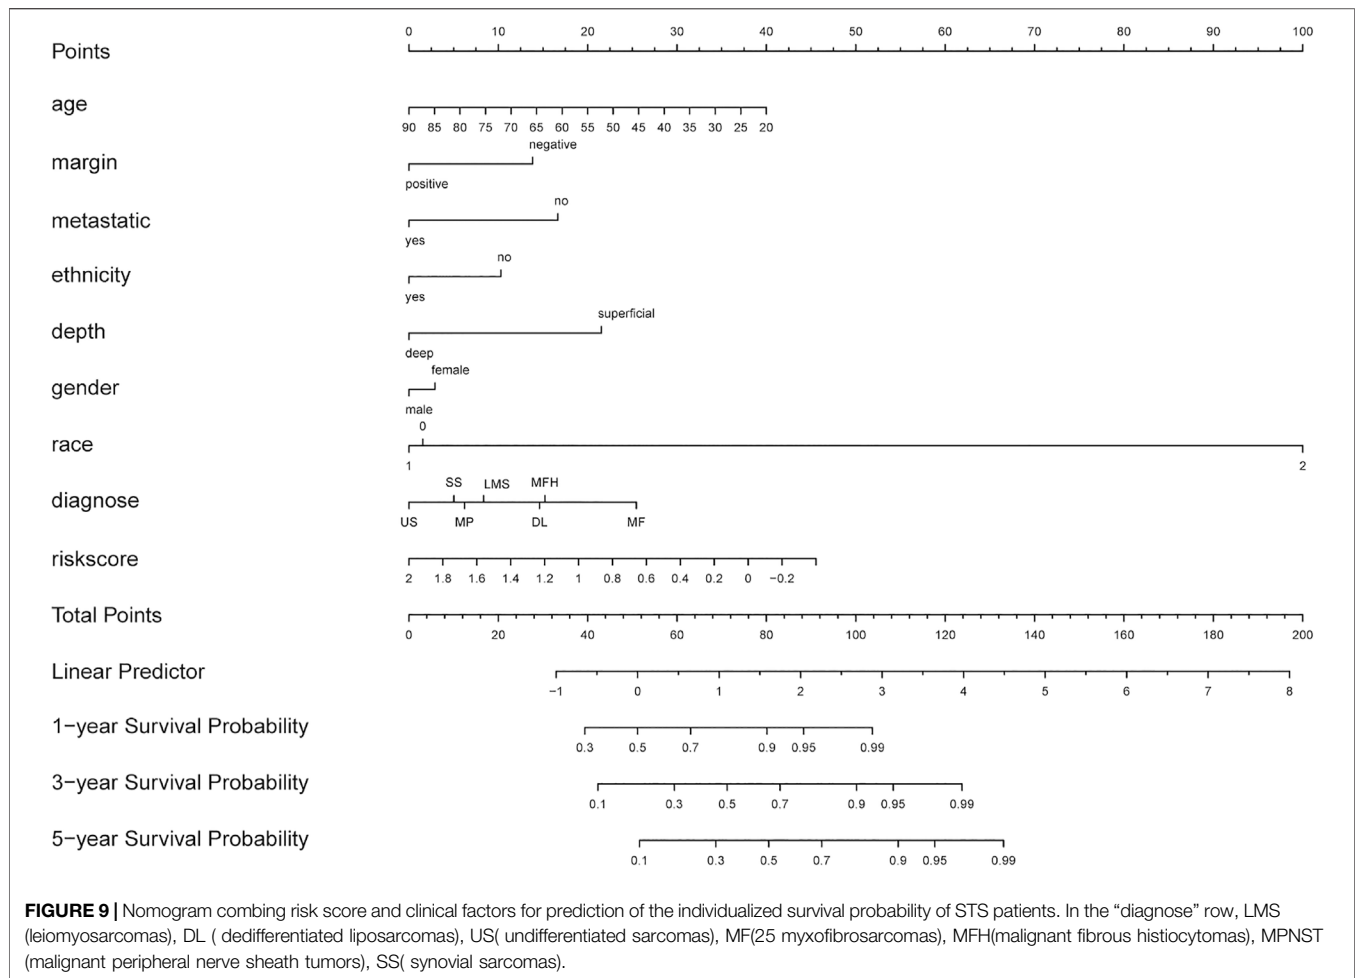 Points
0 10 20 30 40 50 60 70 80 90 100
age
90 85 80 75 70 65 60 55 50 45 40 35 30 25 20
margin
negative
positive
metastatic
no
yes
ethnicity
no
yes
depth
superficial
deep
gender
female
male
race
0
1 2
diagnose
SS LMS MFH
US MP DL MF
riskscore
2 1.8 1.6 1.4 1.2 1 0.8 0.6 0.4 0.2 0 −0.2
Total Points
0 20 40 60 80 100 120 140 160 180 200
Linear Predictor
−1 0 1 2 3 4 5 6 7 8
1−year Survival Probability
0.3 0.5 0.7 0.9 0.95 0.99
3−year Survival Probability
0.1 0.3 0.5 0.7 0.9 0.95 0.99
5−year Survival Probability
0.1 0.3 0.5 0.7 0.9 0.95 0.99
FIGURE 9 | Nomogram combing risk score and clinical factors for prediction of the individualized survival probability of STS patients. In the “diagnose” row, LMS
(leiomyosarcomas), DL ( dedifferentiated liposarcomas), US( undifferentiated sarcomas), MF(25 myxofibrosarcomas), MFH(malignant fibrous histiocytomas), MPNST
(malignant peripheral nerve sheath tumors), SS( synovial sarcomas).